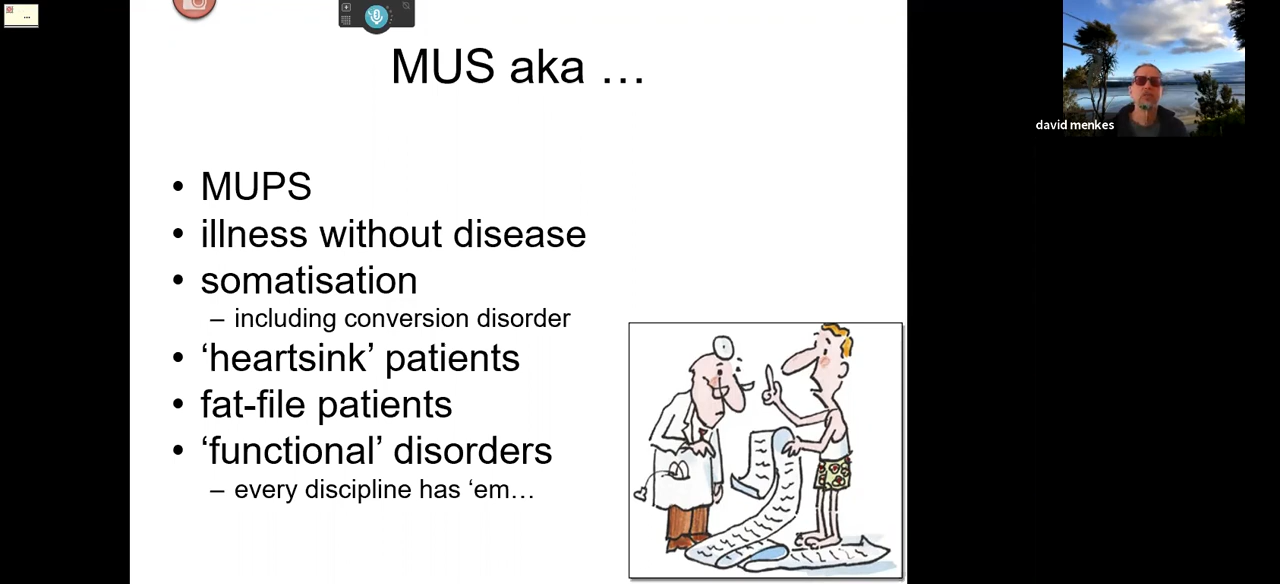 ...
MUS aka …
• MUPS
• illness without disease
• somatisation
– including conversion disorder
• ‘heartsink’ patients
• fat-file patients
• ‘functional’ disorders
– every discipline has ‘em…
david menkes